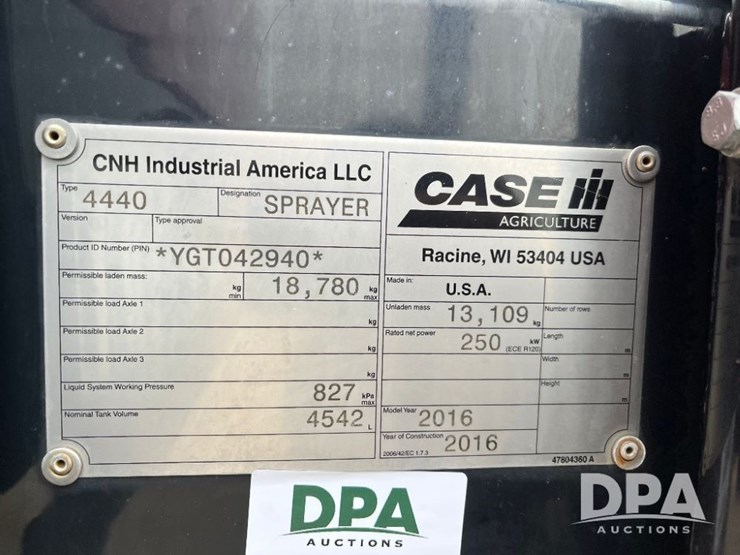 CNH Industrial America LLC
Type 4440
Designation SPRAYER
Version
Type approval
Product ID Number (PIN) *YGT042940*
Permissible laden mass: kg min 18,780 kg max
Permissible load Axle 1 kg
Permissible load Axle 2 kg
Permissible load Axle 3 kg
Liquid System Working Pressure 827 kPa max
Nominal Tank Volume 4542 L
CASE IH
AGRICULTURE
Racine, WI 53404 USA
Made in: U.S.A.
Unladen mass 13,109 kg
Number of rows
Rated net power 250 kW (ECE R120)
Length m
Width m
Height m
Model Year 2016
Year of Construction 2016
2006/42/EC 1.7.3
47804360 A
DPA
AUCTIONS
DPA
AUCTIONS